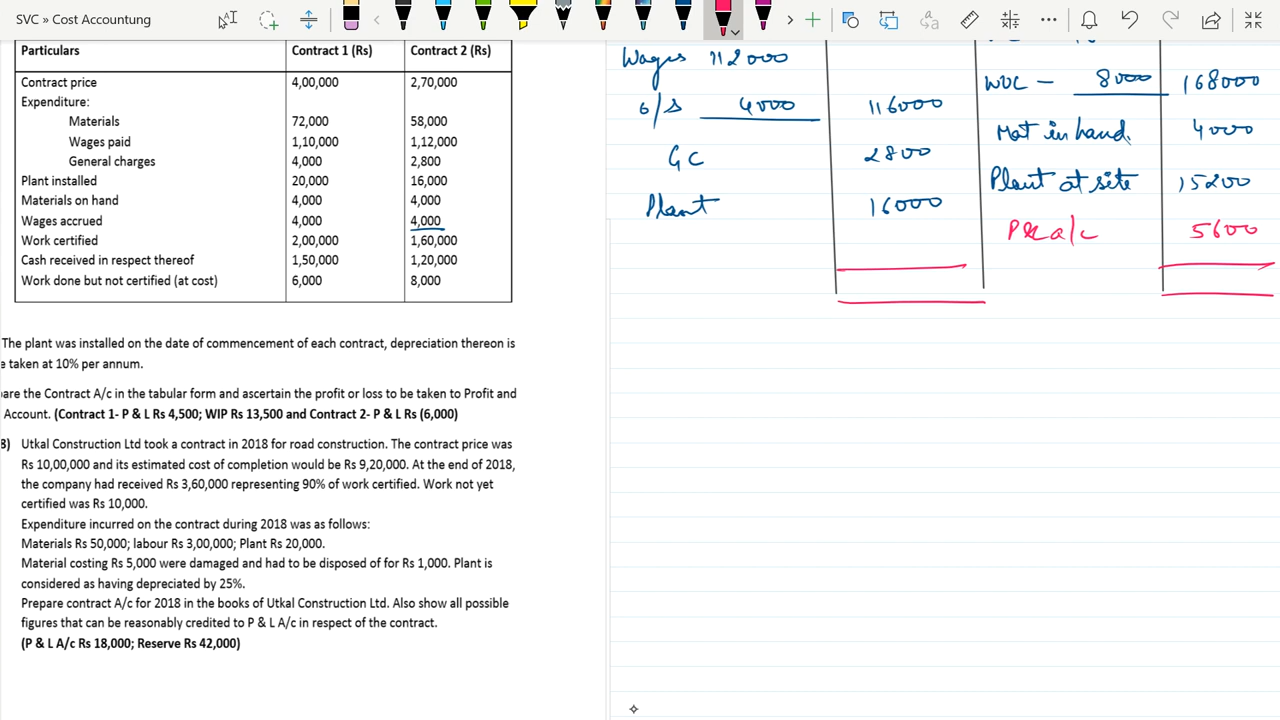 SVC » Cost Accountung
Particulars Contract 1 (Rs) Contract 2 (Rs)
Contract price 4,00,000 2,70,000
Expenditure:
Materials 72,000 58,000
Wages paid 1,10,000 1,12,000
General charges 4,000 2,800
Plant installed 20,000 16,000
Materials on hand 4,000 4,000
Wages accrued 4,000 4,000
Work certified 2,00,000 1,60,000
Cash received in respect thereof 1,50,000 1,20,000
Work done but not certified (at cost) 6,000 8,000
The plant was installed on the date of commencement of each contract, depreciation thereon is
e taken at 10% per annum.
are the Contract A/c in the tabular form and ascertain the profit or loss to be taken to Profit and
Account. (Contract 1- P & L Rs 4,500; WIP Rs 13,500 and Contract 2- P & L Rs (6,000)
8) Utkal Construction Ltd took a contract in 2018 for road construction. The contract price was
Rs 10,00,000 and its estimated cost of completion would be Rs 9,20,000. At the end of 2018,
the company had received Rs 3,60,000 representing 90% of work certified. Work not yet
certified was Rs 10,000.
Expenditure incurred on the contract during 2018 was as follows:
Materials Rs 50,000; labour Rs 3,00,000; Plant Rs 20,000.
Material costing Rs 5,000 were damaged and had to be disposed of for Rs 1,000. Plant is
considered as having depreciated by 25%.
Prepare contract A/c for 2018 in the books of Utkal Construction Ltd. Also show all possible
figures that can be reasonably credited to P & L A/c in respect of the contract.
(P & L A/c Rs 18,000; Reserve Rs 42,000)
Wages 112000
O/S 4000 116000
GC 2800
Plant 16000
WUC - 8000 168000
Mat in hand 4000
Plant at site 15200
a/c 5600